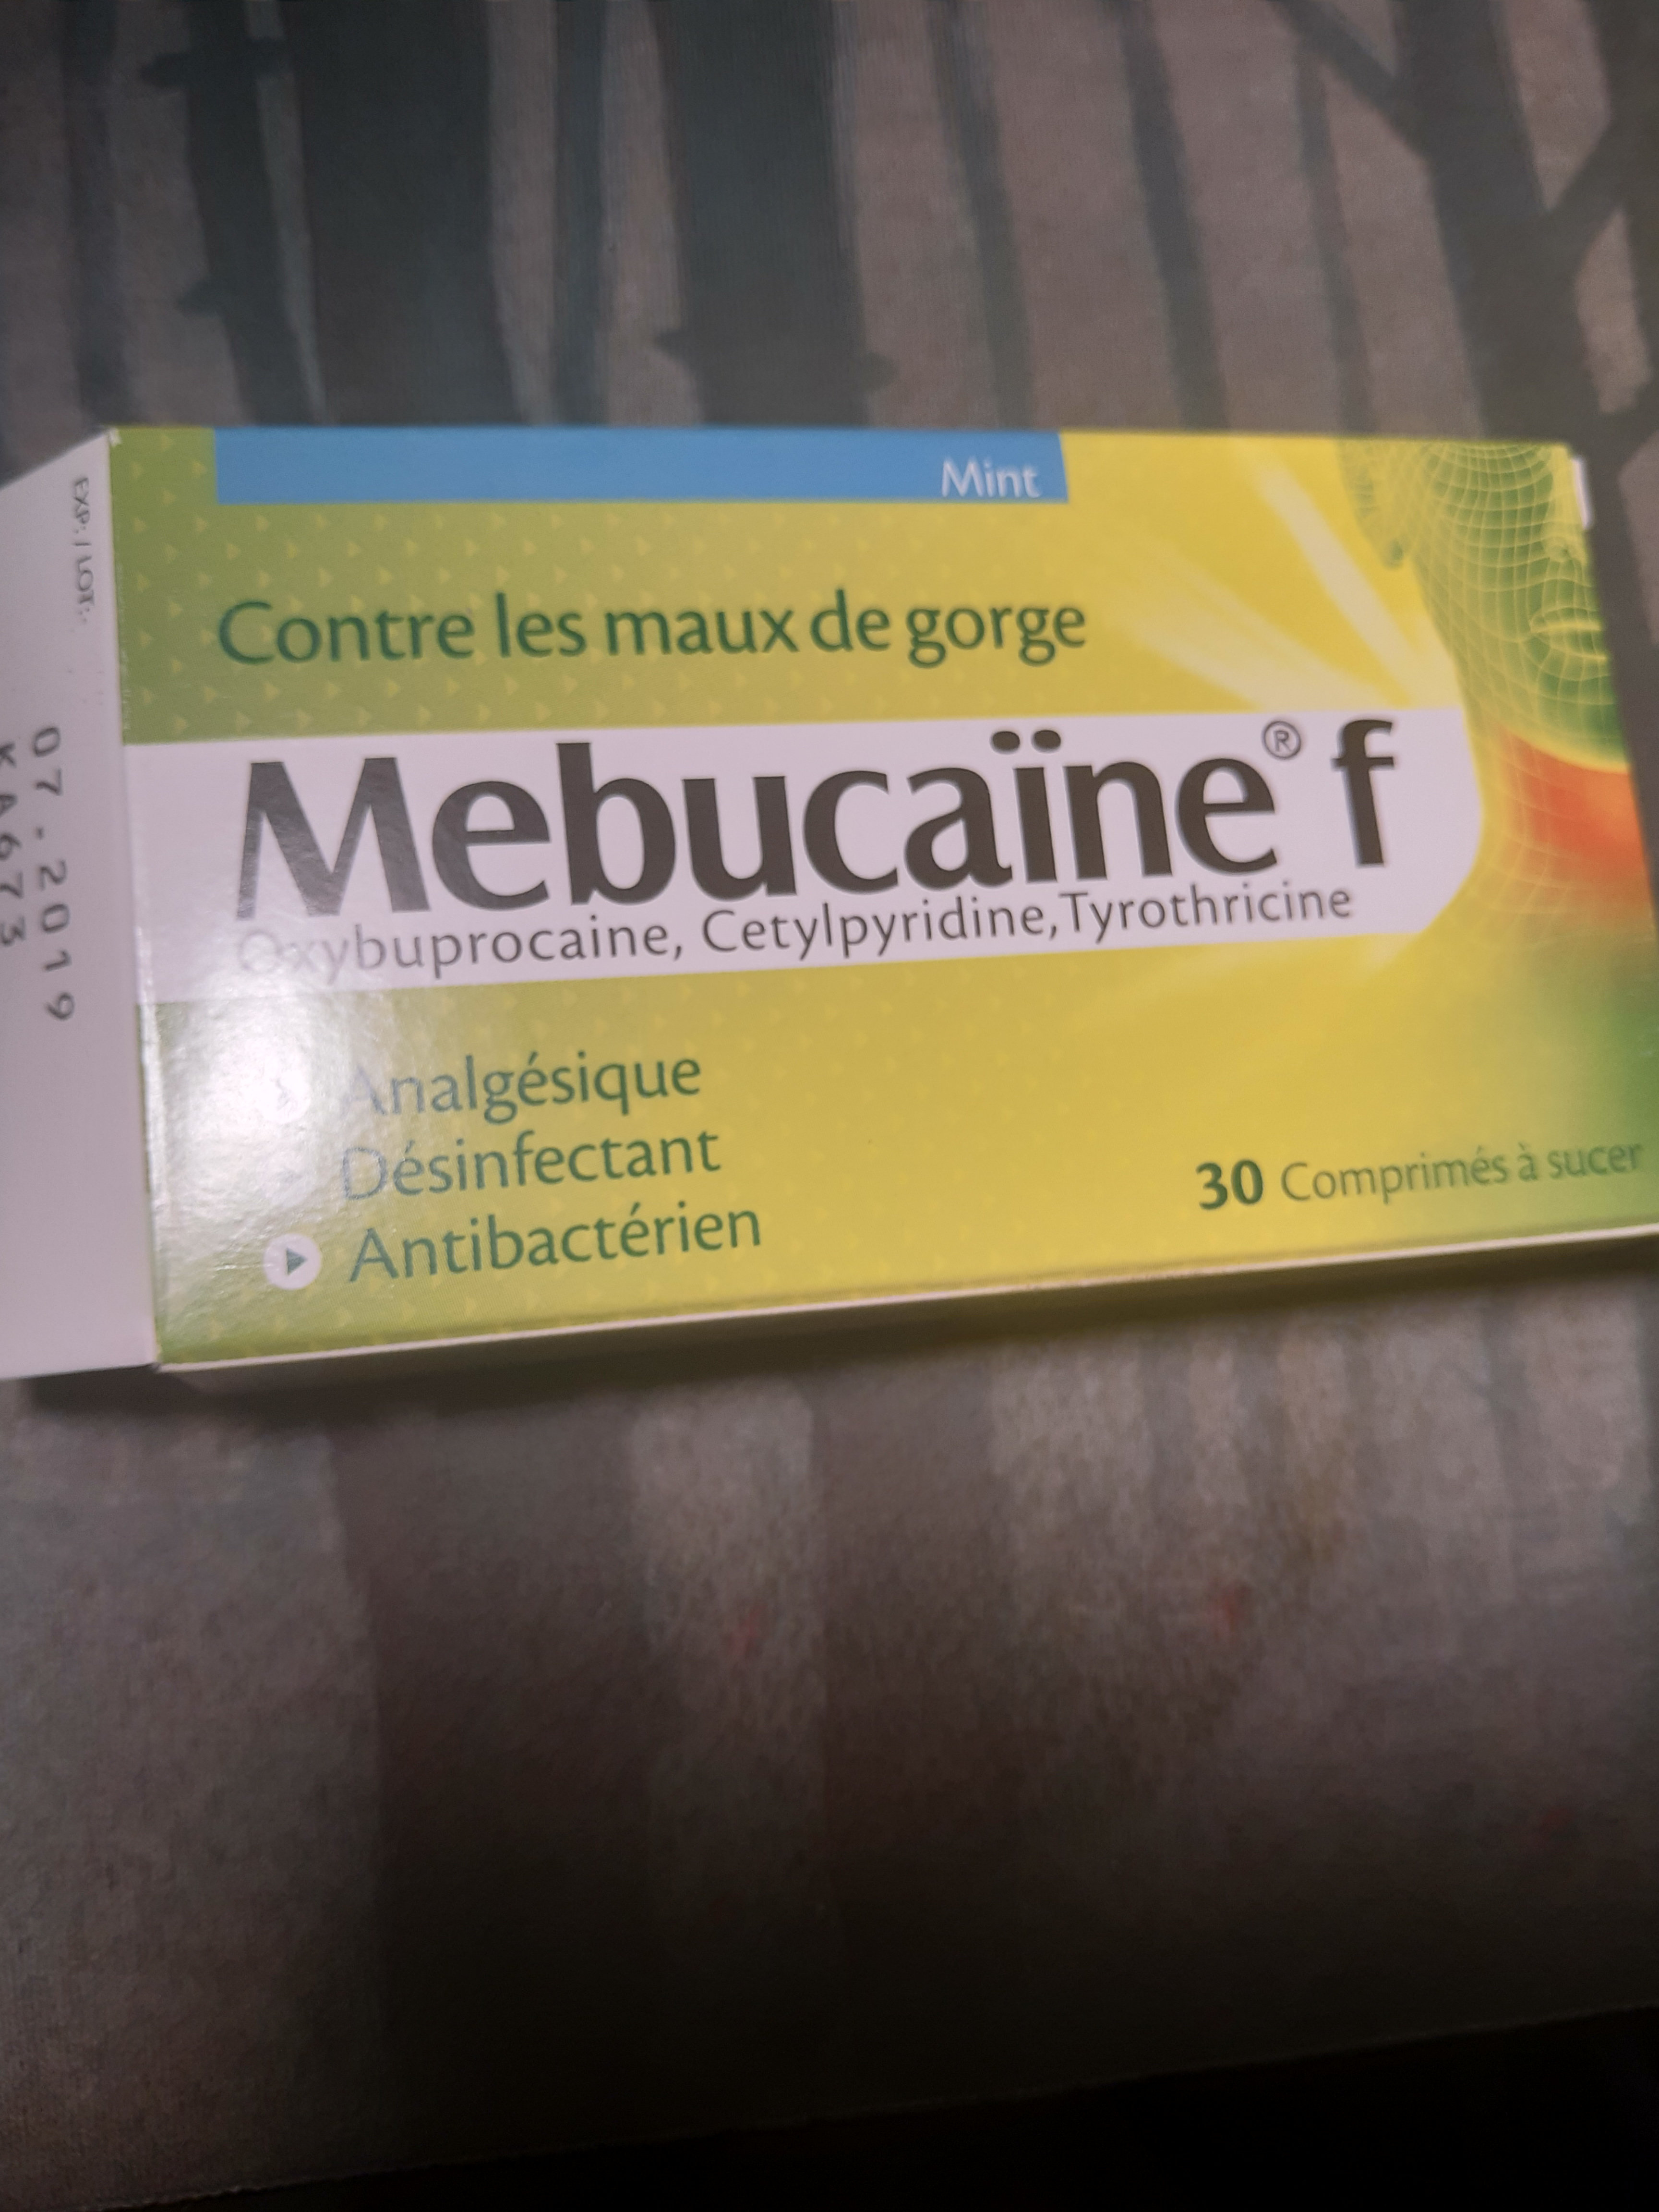 Mint
Contre les maux de gorge
Mebucaïne® f
Oxybuprocaine, Cetylpyridine, Tyrothricine
Analgésique
Désinfectant
Antibactérien
30 Comprimés à sucer
EXP. / LOT:
07.2019
KA673